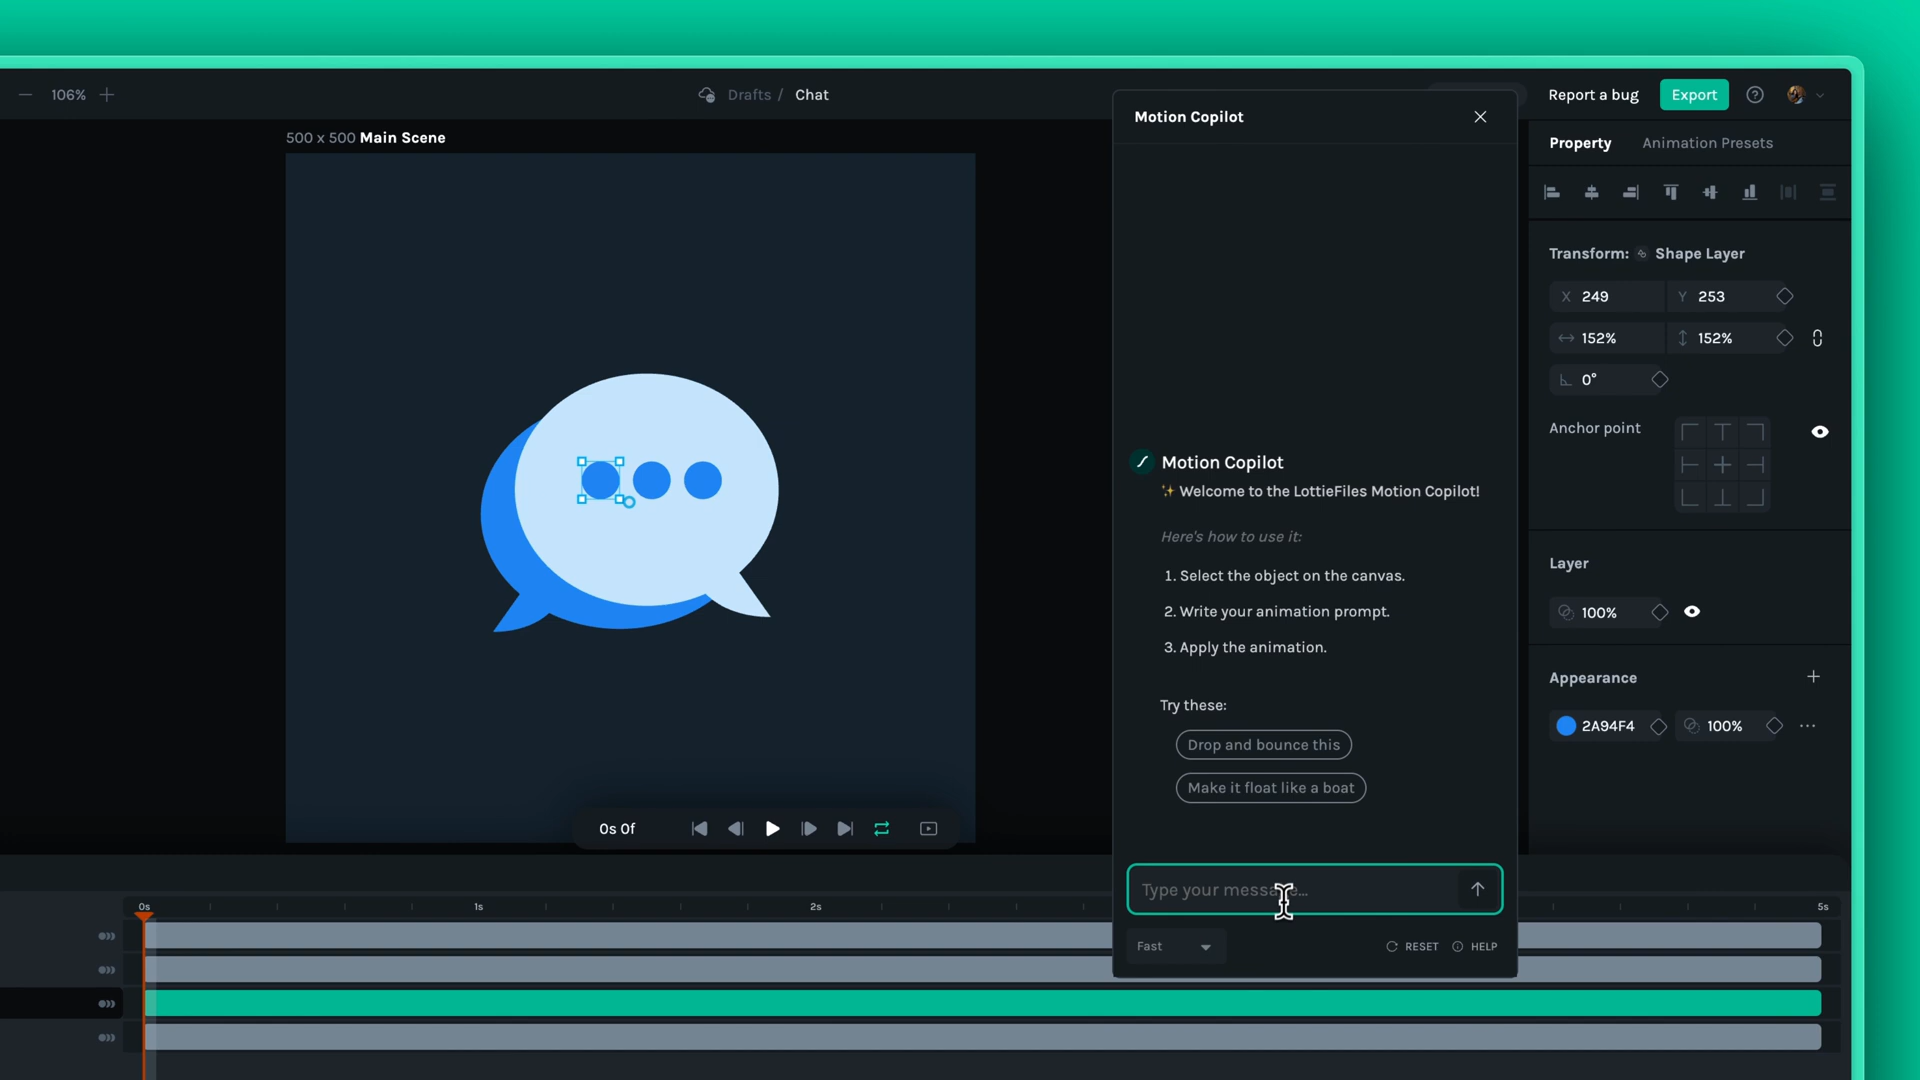 106%
Drafts / Chat
Report a bug
Export
500 x 500 Main Scene
Motion Copilot
Motion Copilot
✨ Welcome to the LottieFiles Motion Copilot!
Here's how to use it:
1. Select the object on the canvas.
2. Write your animation prompt.
3. Apply the animation.
Try these:
Drop and bounce this
Make it float like a boat
Type your message...
Fast
RESET
HELP
Property
Animation Presets
Transform: Shape Layer
X 249
Y 253
152%
152%
0°
Anchor point
Layer
100%
Appearance
2A94F4
100%
0s 0f
0s
1s
2s
5s